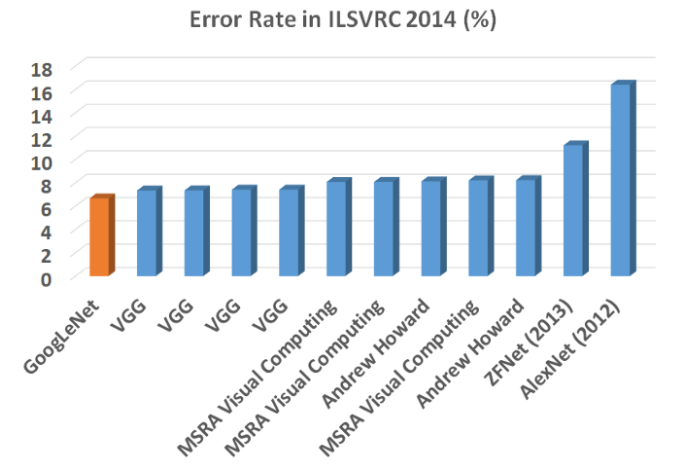 Error Rate in ILSVRC 2014 (%)
18
16
14
12
10
8
6
4
2
0
GoogLeNet
VGG
VGG
VGG
VGG
MSRA Visual Computing
MSRA Visual Computing
Andrew Howard
MSRA Visual Computing
Andrew Howard
ZFNet (2013)
AlexNet (2012)